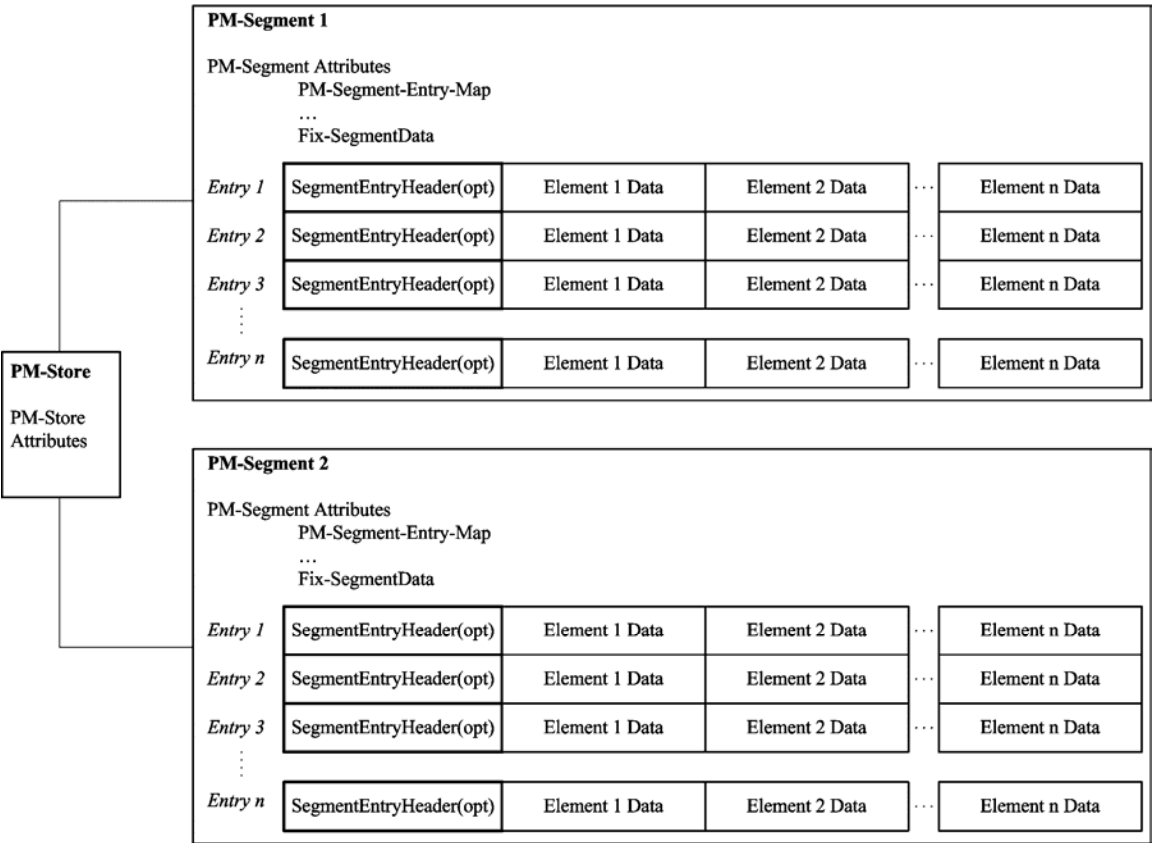 PM-Segment 1
PM-Segment Attributes
PM-Segment-Entry-Map
…
Fix-SegmentData
Entry 1 SegmentEntryHeader(opt) Element 1 Data Element 2 Data ... Element n Data
Entry 2 SegmentEntryHeader(opt) Element 1 Data Element 2 Data ... Element n Data
Entry 3 SegmentEntryHeader(opt) Element 1 Data Element 2 Data ... Element n Data
Entry n SegmentEntryHeader(opt) Element 1 Data Element 2 Data ... Element n Data
PM-Store
PM-Store
Attributes
PM-Segment 2
PM-Segment Attributes
PM-Segment-Entry-Map
…
Fix-SegmentData
Entry 1 SegmentEntryHeader(opt) Element 1 Data Element 2 Data ... Element n Data
Entry 2 SegmentEntryHeader(opt) Element 1 Data Element 2 Data ... Element n Data
Entry 3 SegmentEntryHeader(opt) Element 1 Data Element 2 Data ... Element n Data
Entry n SegmentEntryHeader(opt) Element 1 Data Element 2 Data ... Element n Data